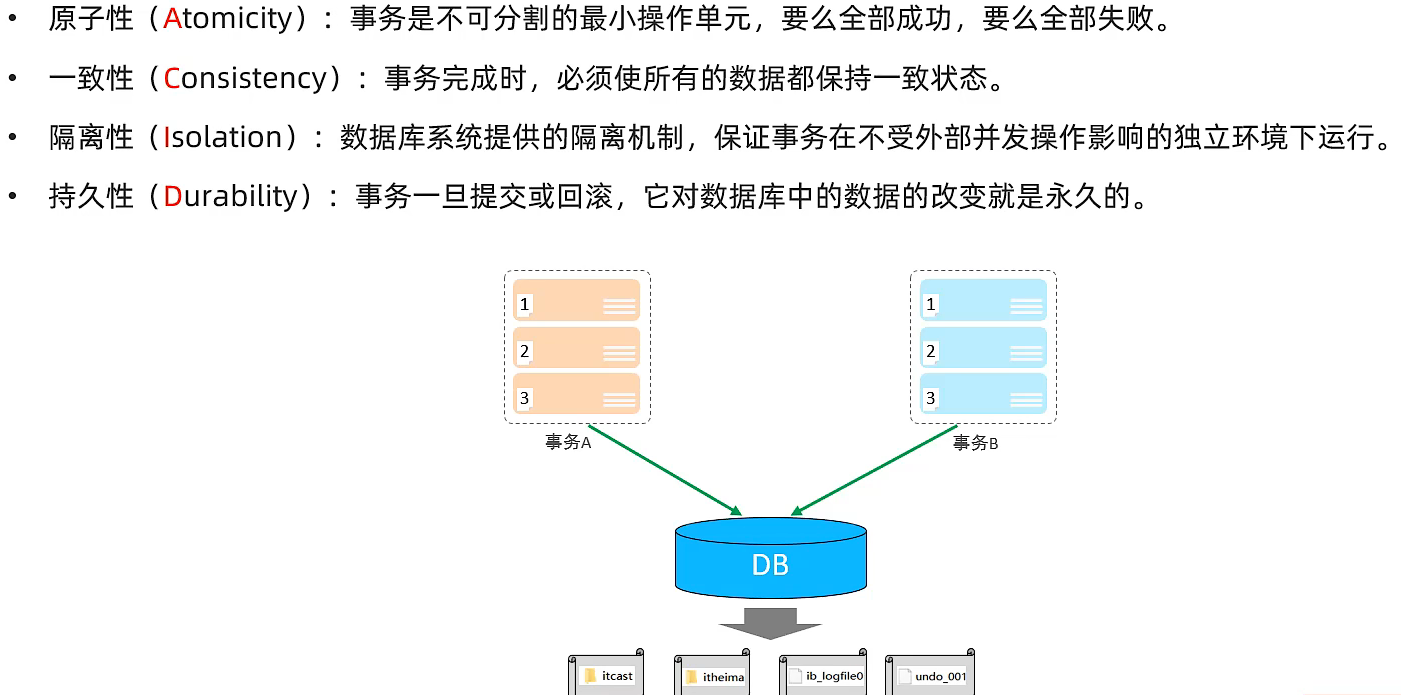 • 原子性（Atomicity）：事务是不可分割的最小操作单元，要么全部成功，要么全部失败。
• 一致性（Consistency）：事务完成时，必须使所有的数据都保持一致状态。
• 隔离性（Isolation）：数据库系统提供的隔离机制，保证事务在不受外部并发操作影响的独立环境下运行。
• 持久性（Durability）：事务一旦提交或回滚，它对数据库中的数据的改变就是永久的。
1 1
2 2
3 3
事务A 事务B
DB
itcast itheima ib_logfile0 undo_001